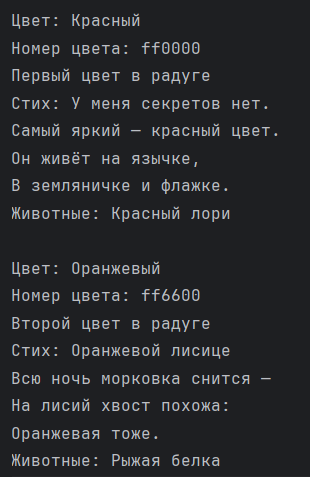 Цвет: Красный
Номер цвета: ff0000
Первый цвет в радуге
Стих: У меня секретов нет.
Самый яркий — красный цвет.
Он живёт на язычке,
В земляничке и флажке.
Животные: Красный лори

Цвет: Оранжевый
Номер цвета: ff6600
Второй цвет в радуге
Стих: Оранжевой лисице
Всю ночь морковка снится —
На лисий хвост похожа:
Оранжевая тоже.
Животные: Рыжая белка